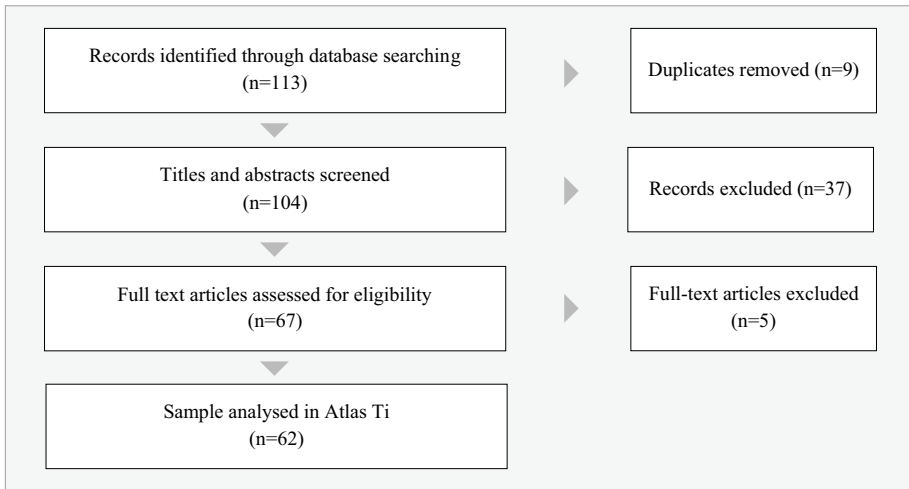 Records identified through database searching
(n=113)
Duplicates removed (n=9)
Titles and abstracts screened
(n=104)
Records excluded (n=37)
Full text articles assessed for eligibility
(n=67)
Full-text articles excluded
(n=5)
Sample analysed in Atlas Ti
(n=62)